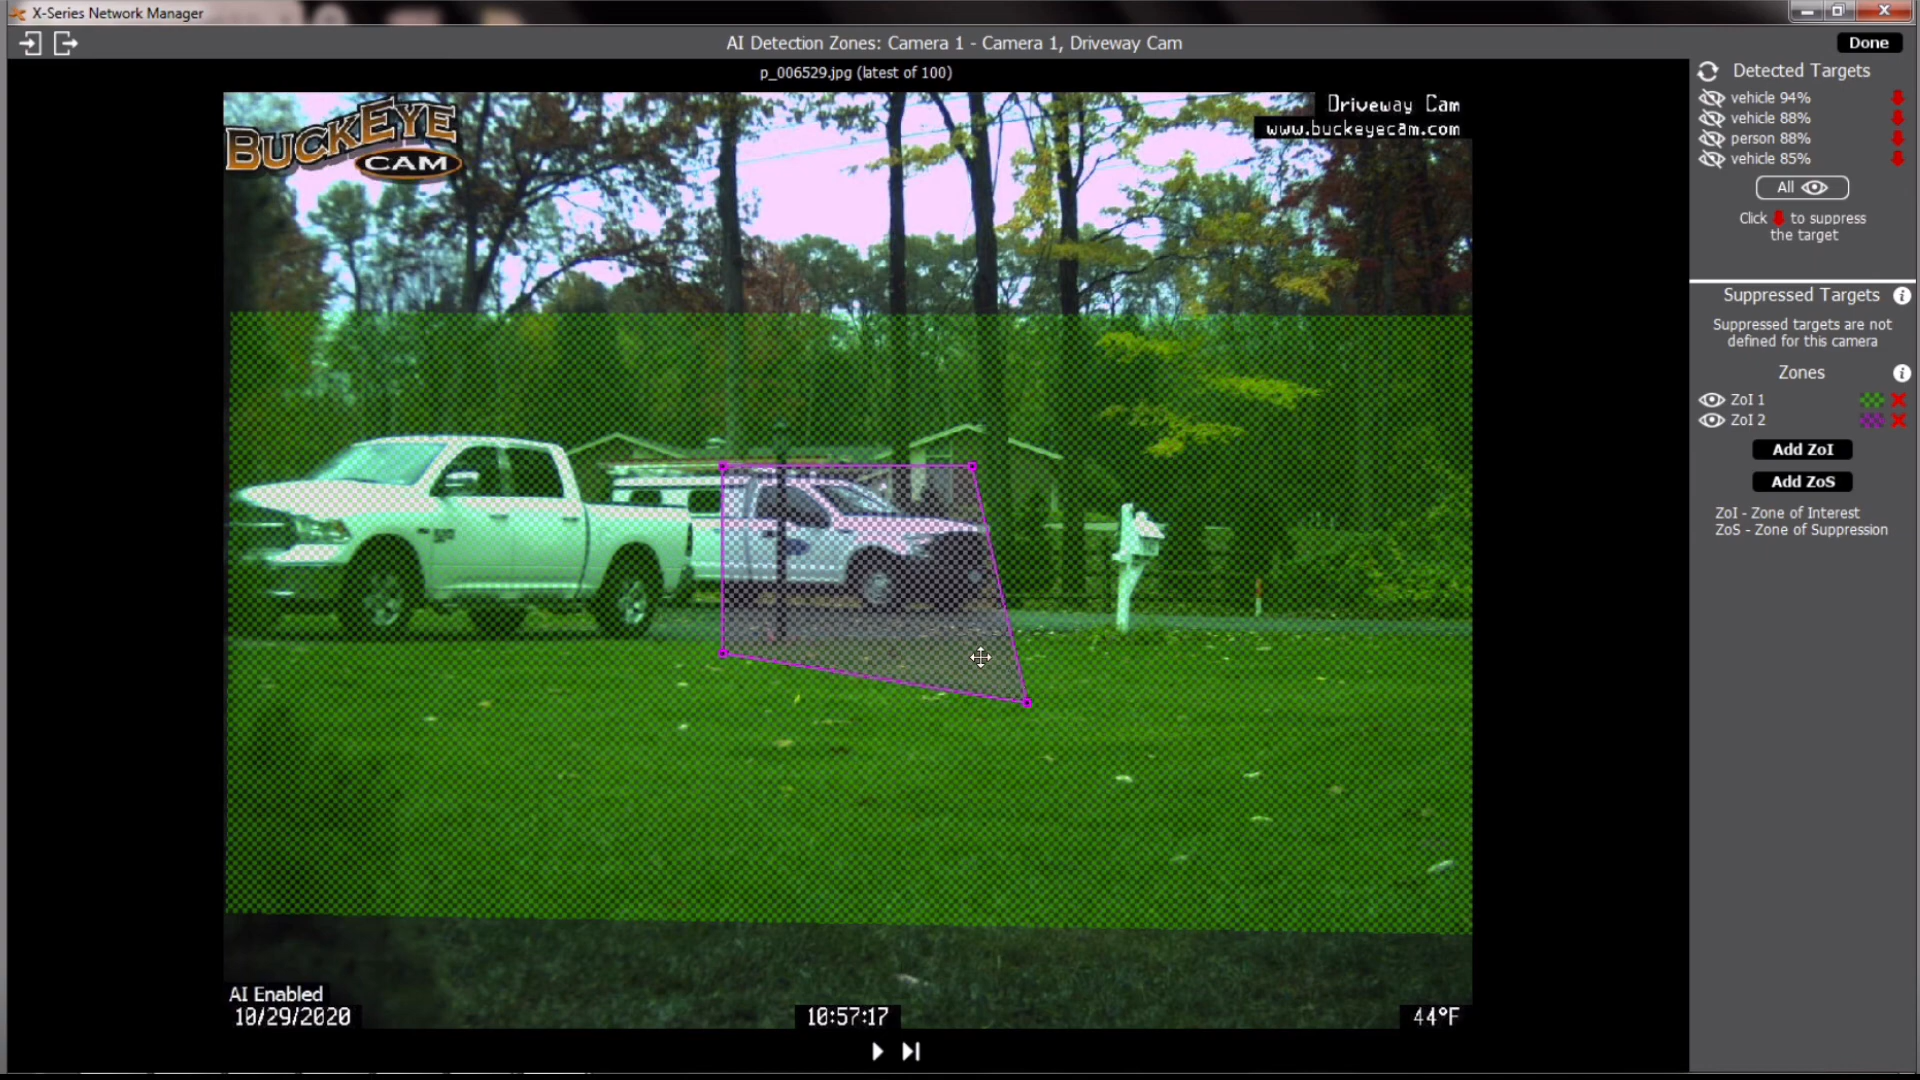 X-Series Network Manager
AI Detection Zones: Camera 1 - Camera 1, Driveway Cam
Done
p_006529.jpg (latest of 100)
BUCKEYE
CAM
Driveway Cam
www.buckeyecam.com
Detected Targets
vehicle 94%
vehicle 88%
person 88%
vehicle 85%
All
Click to suppress
the target
Suppressed Targets
Suppressed targets are not
defined for this camera
Zones
ZoI 1
ZoI 2
Add ZoI
Add ZoS
ZoI - Zone of Interest
ZoS - Zone of Suppression
AI Enabled
10/29/2020
10:57:17
44°F